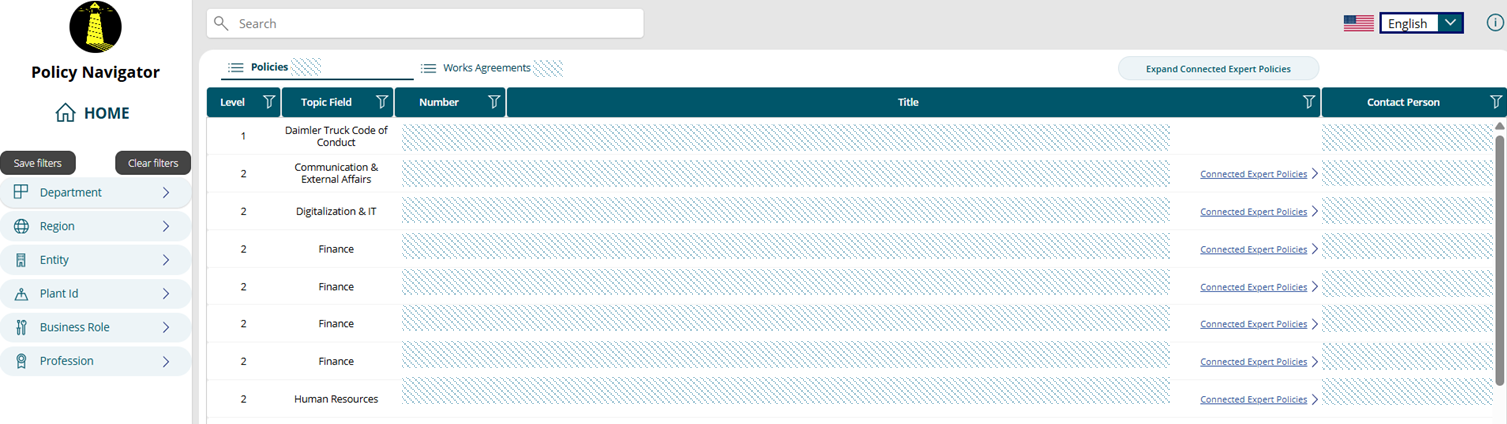 Search
English
Policy Navigator
HOME
Save filters
Clear filters
Department
Region
Entity
Plant Id
Business Role
Profession
Policies
Works Agreements
Expand Connected Expert Policies
Level
Topic Field
Number
Title
Contact Person
1
Daimler Truck Code of
Conduct
2
Communication &
External Affairs
Connected Expert Policies
2
Digitalization & IT
Connected Expert Policies
2
Finance
Connected Expert Policies
2
Finance
Connected Expert Policies
2
Finance
Connected Expert Policies
2
Finance
Connected Expert Policies
2
Human Resources
Connected Expert Policies